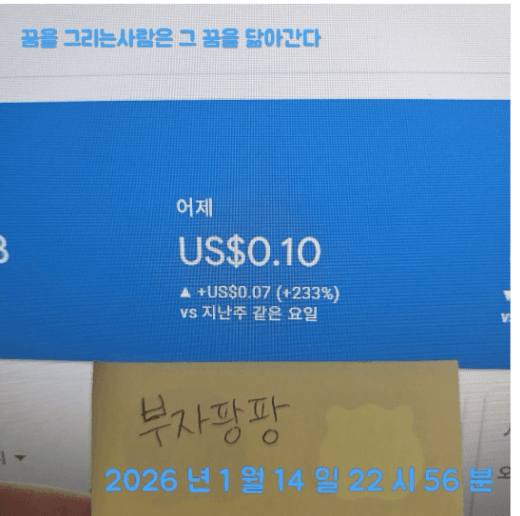 꿈을 그리는사람은 그 꿈을 닮아간다
어제
US$0.10
▲ +US$0.07 (+233%)
vs 지난주 같은 요일
부자팡팡
2026 년 1 월 14 일 22 시 56 분